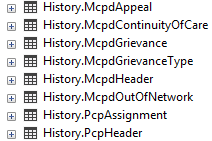 History.McpdAppeal
History.McpdContinuityOfCare
History.McpdGrievance
History.McpdGrievanceType
History.McpdHeader
History.McpdOutOfNetwork
History.PcpAssignment
History.PcpHeader